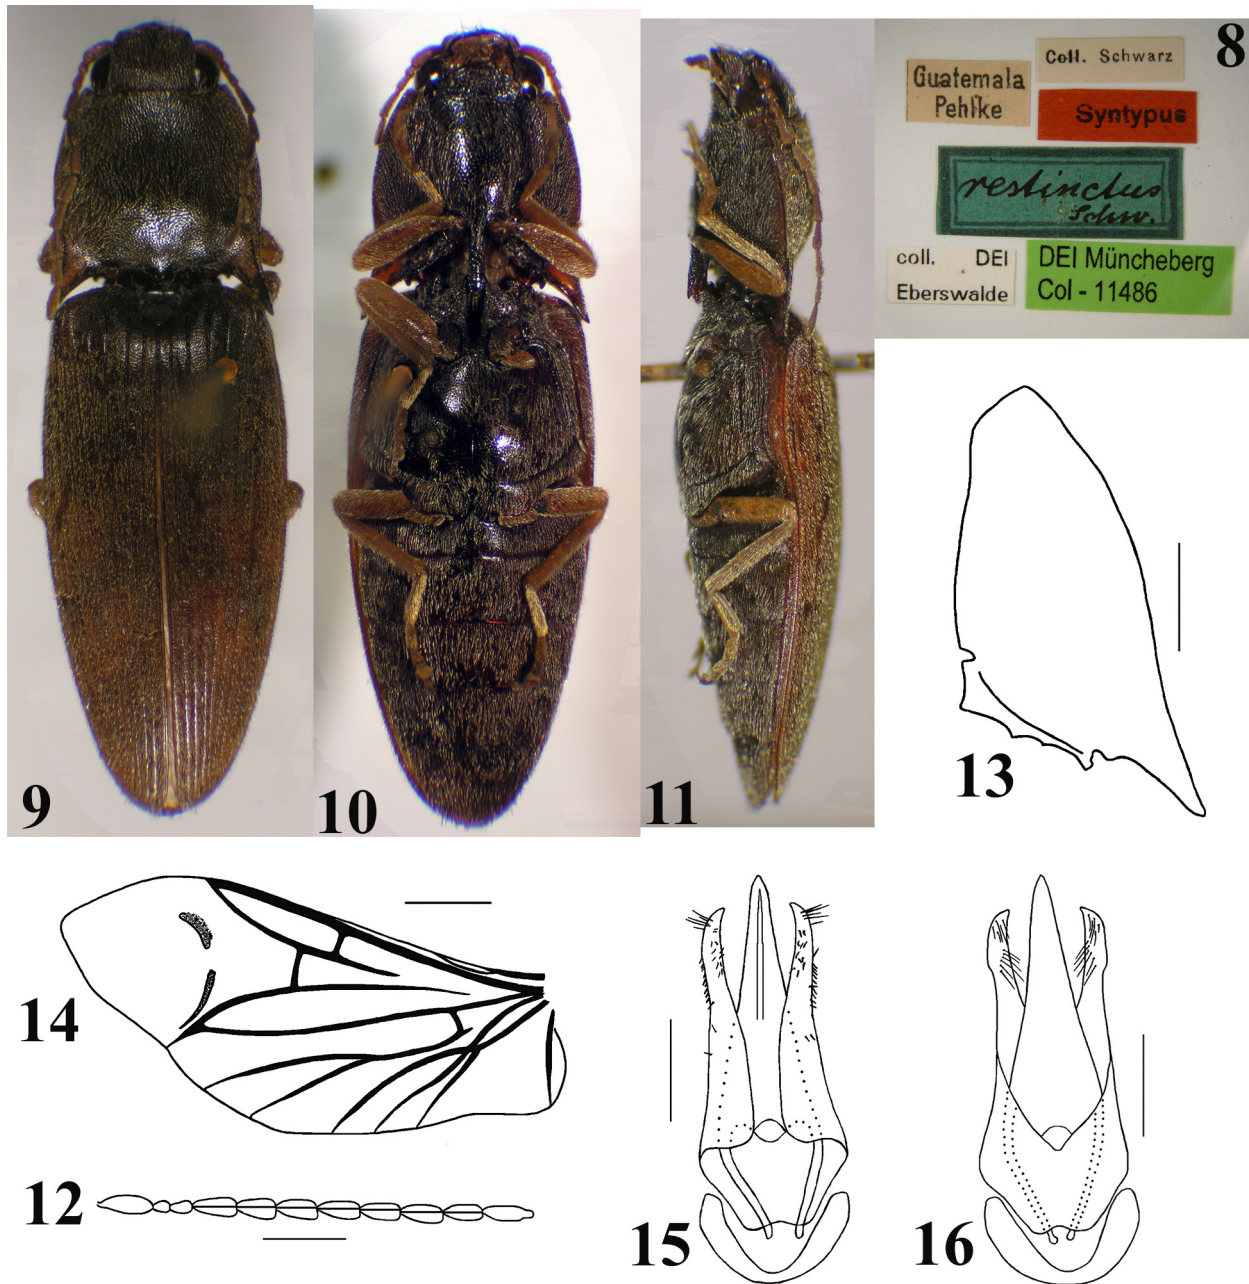 8
Coll. Schwarz
Guatemala
Pehlke
Syntypus
restinctus
Schw.
coll. DEI
Eberswalde
DEI Müncheberg
Col - 11486
9
10
11
13
14
12
15
16